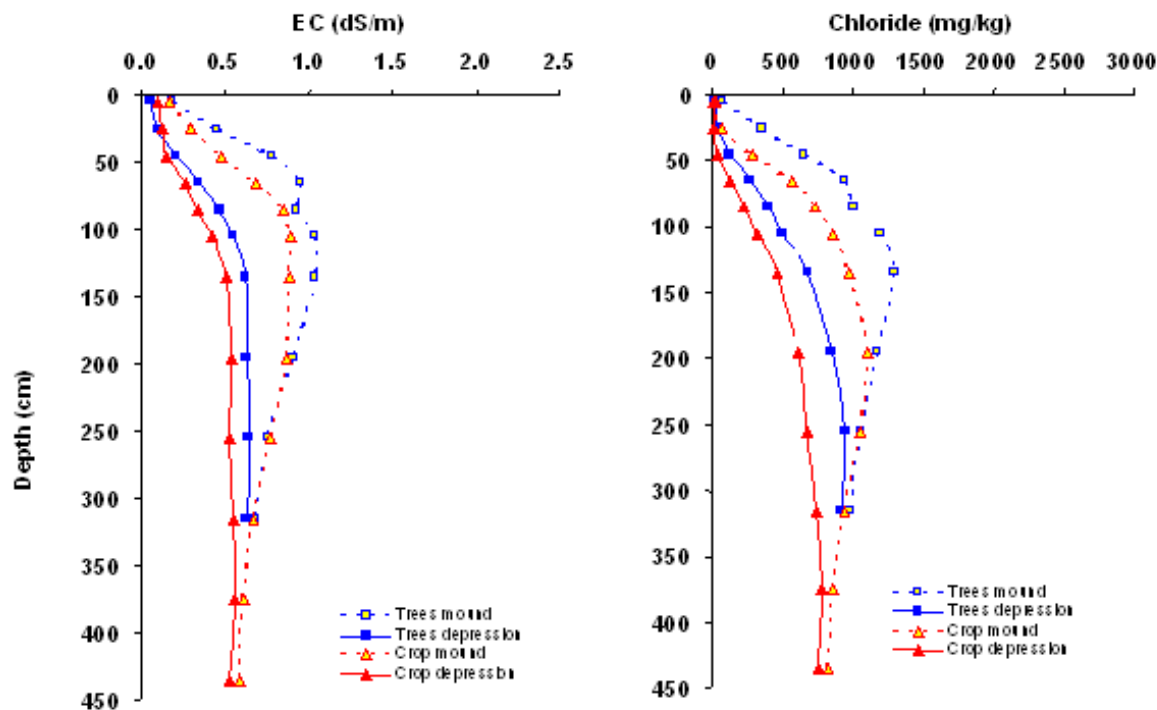 EC (dS/m)
0.0 0.5 1.0 1.5 2.0 2.5
0
50
100
150
200
250
300
350
400
450
Depth (cm)
Trees mound
Trees depression
Crop mound
Crop depression
Chloride (mg/kg)
0 500 1000 1500 2000 2500 3000
0
50
100
150
200
250
300
350
400
450
Trees mound
Trees depression
Crop mound
Crop depression